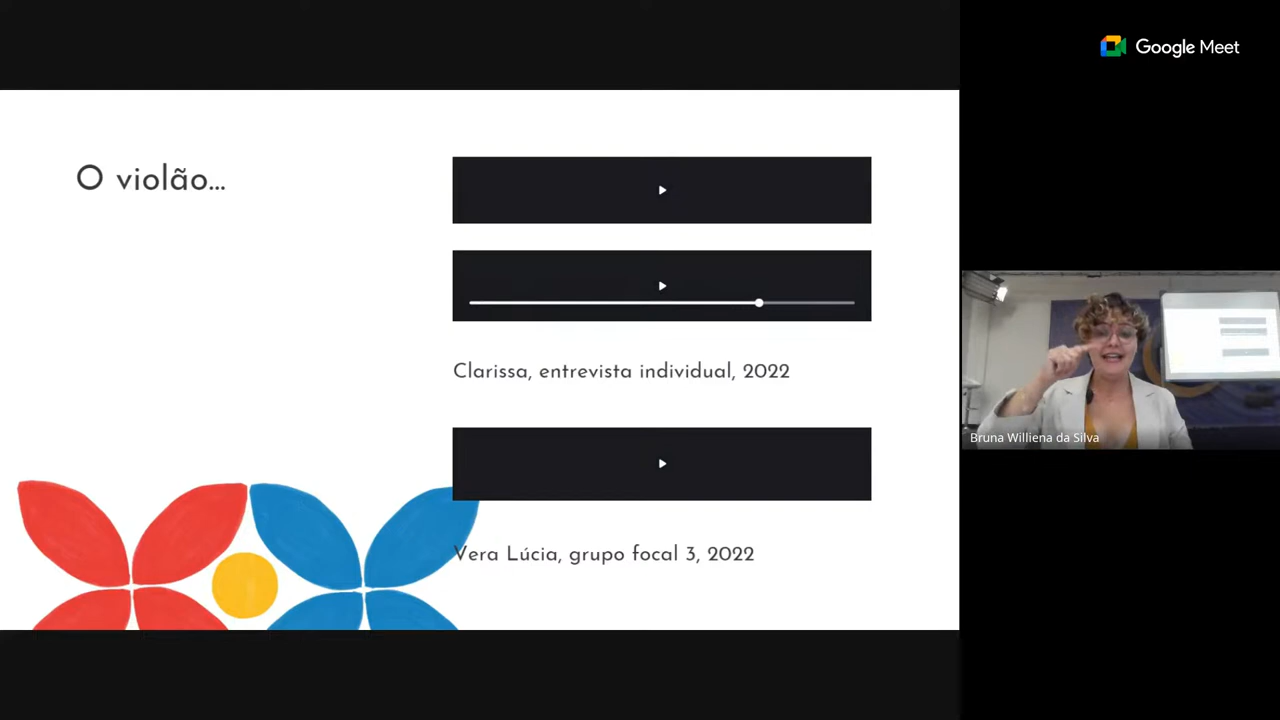 Google Meet
O violão...
Clarissa, entrevista individual, 2022
Vera Lúcia, grupo focal 3, 2022
Bruna Williena da Silva